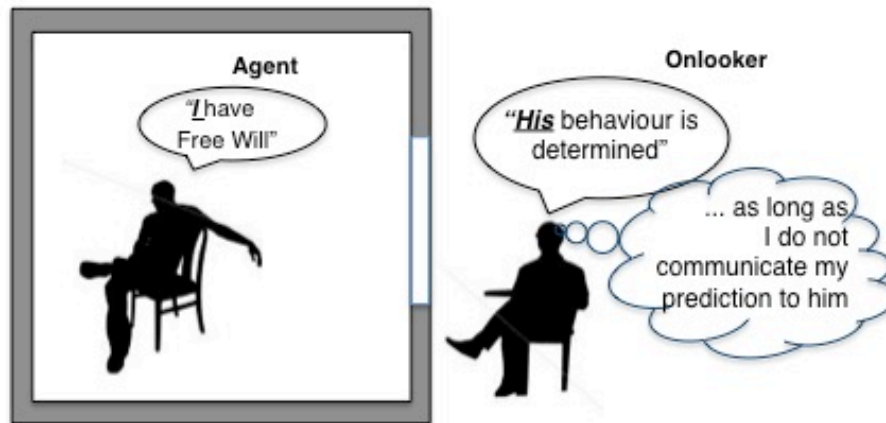 Agent
“I have
Free Will”
Onlooker
“His behaviour is
determined”
... as long as
I do not
communicate my
prediction to him